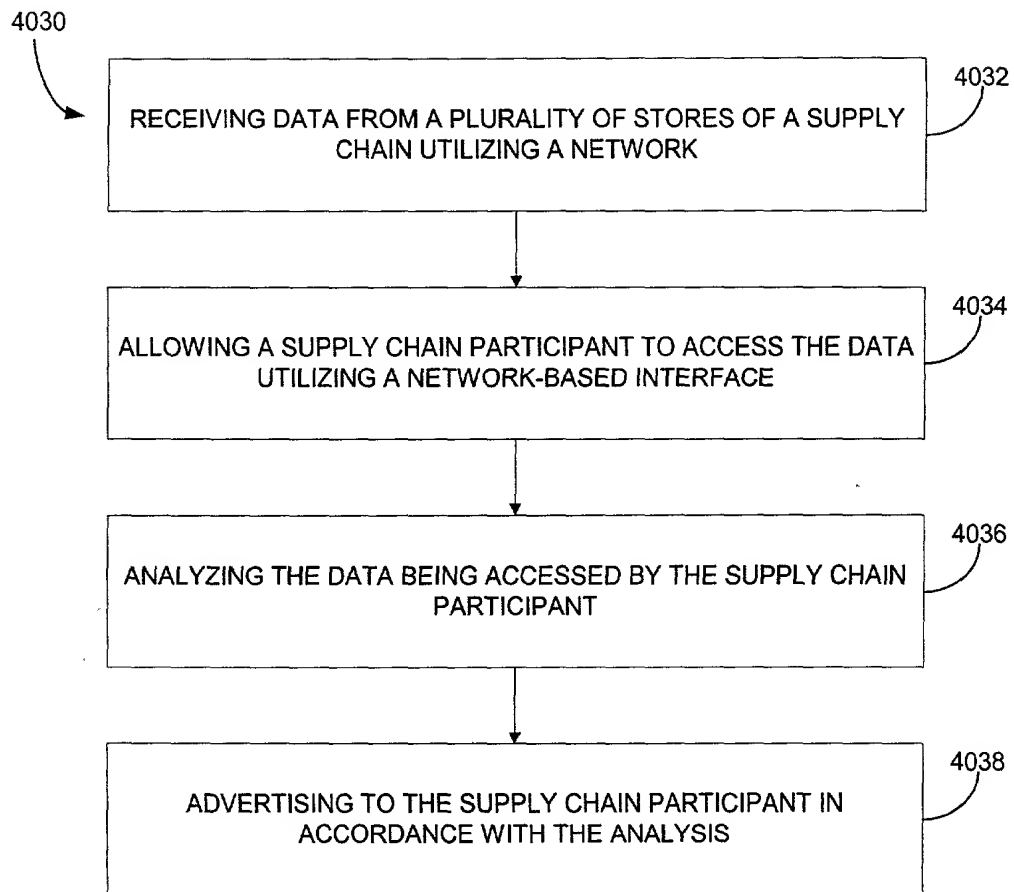 4030
4032
RECEIVING DATA FROM A PLURALITY OF STORES OF A SUPPLY
CHAIN UTILIZING A NETWORK
4034
ALLOWING A SUPPLY CHAIN PARTICIPANT TO ACCESS THE DATA
UTILIZING A NETWORK-BASED INTERFACE
4036
ANALYZING THE DATA BEING ACCESSED BY THE SUPPLY CHAIN
PARTICIPANT
4038
ADVERTISING TO THE SUPPLY CHAIN PARTICIPANT IN
ACCORDANCE WITH THE ANALYSIS